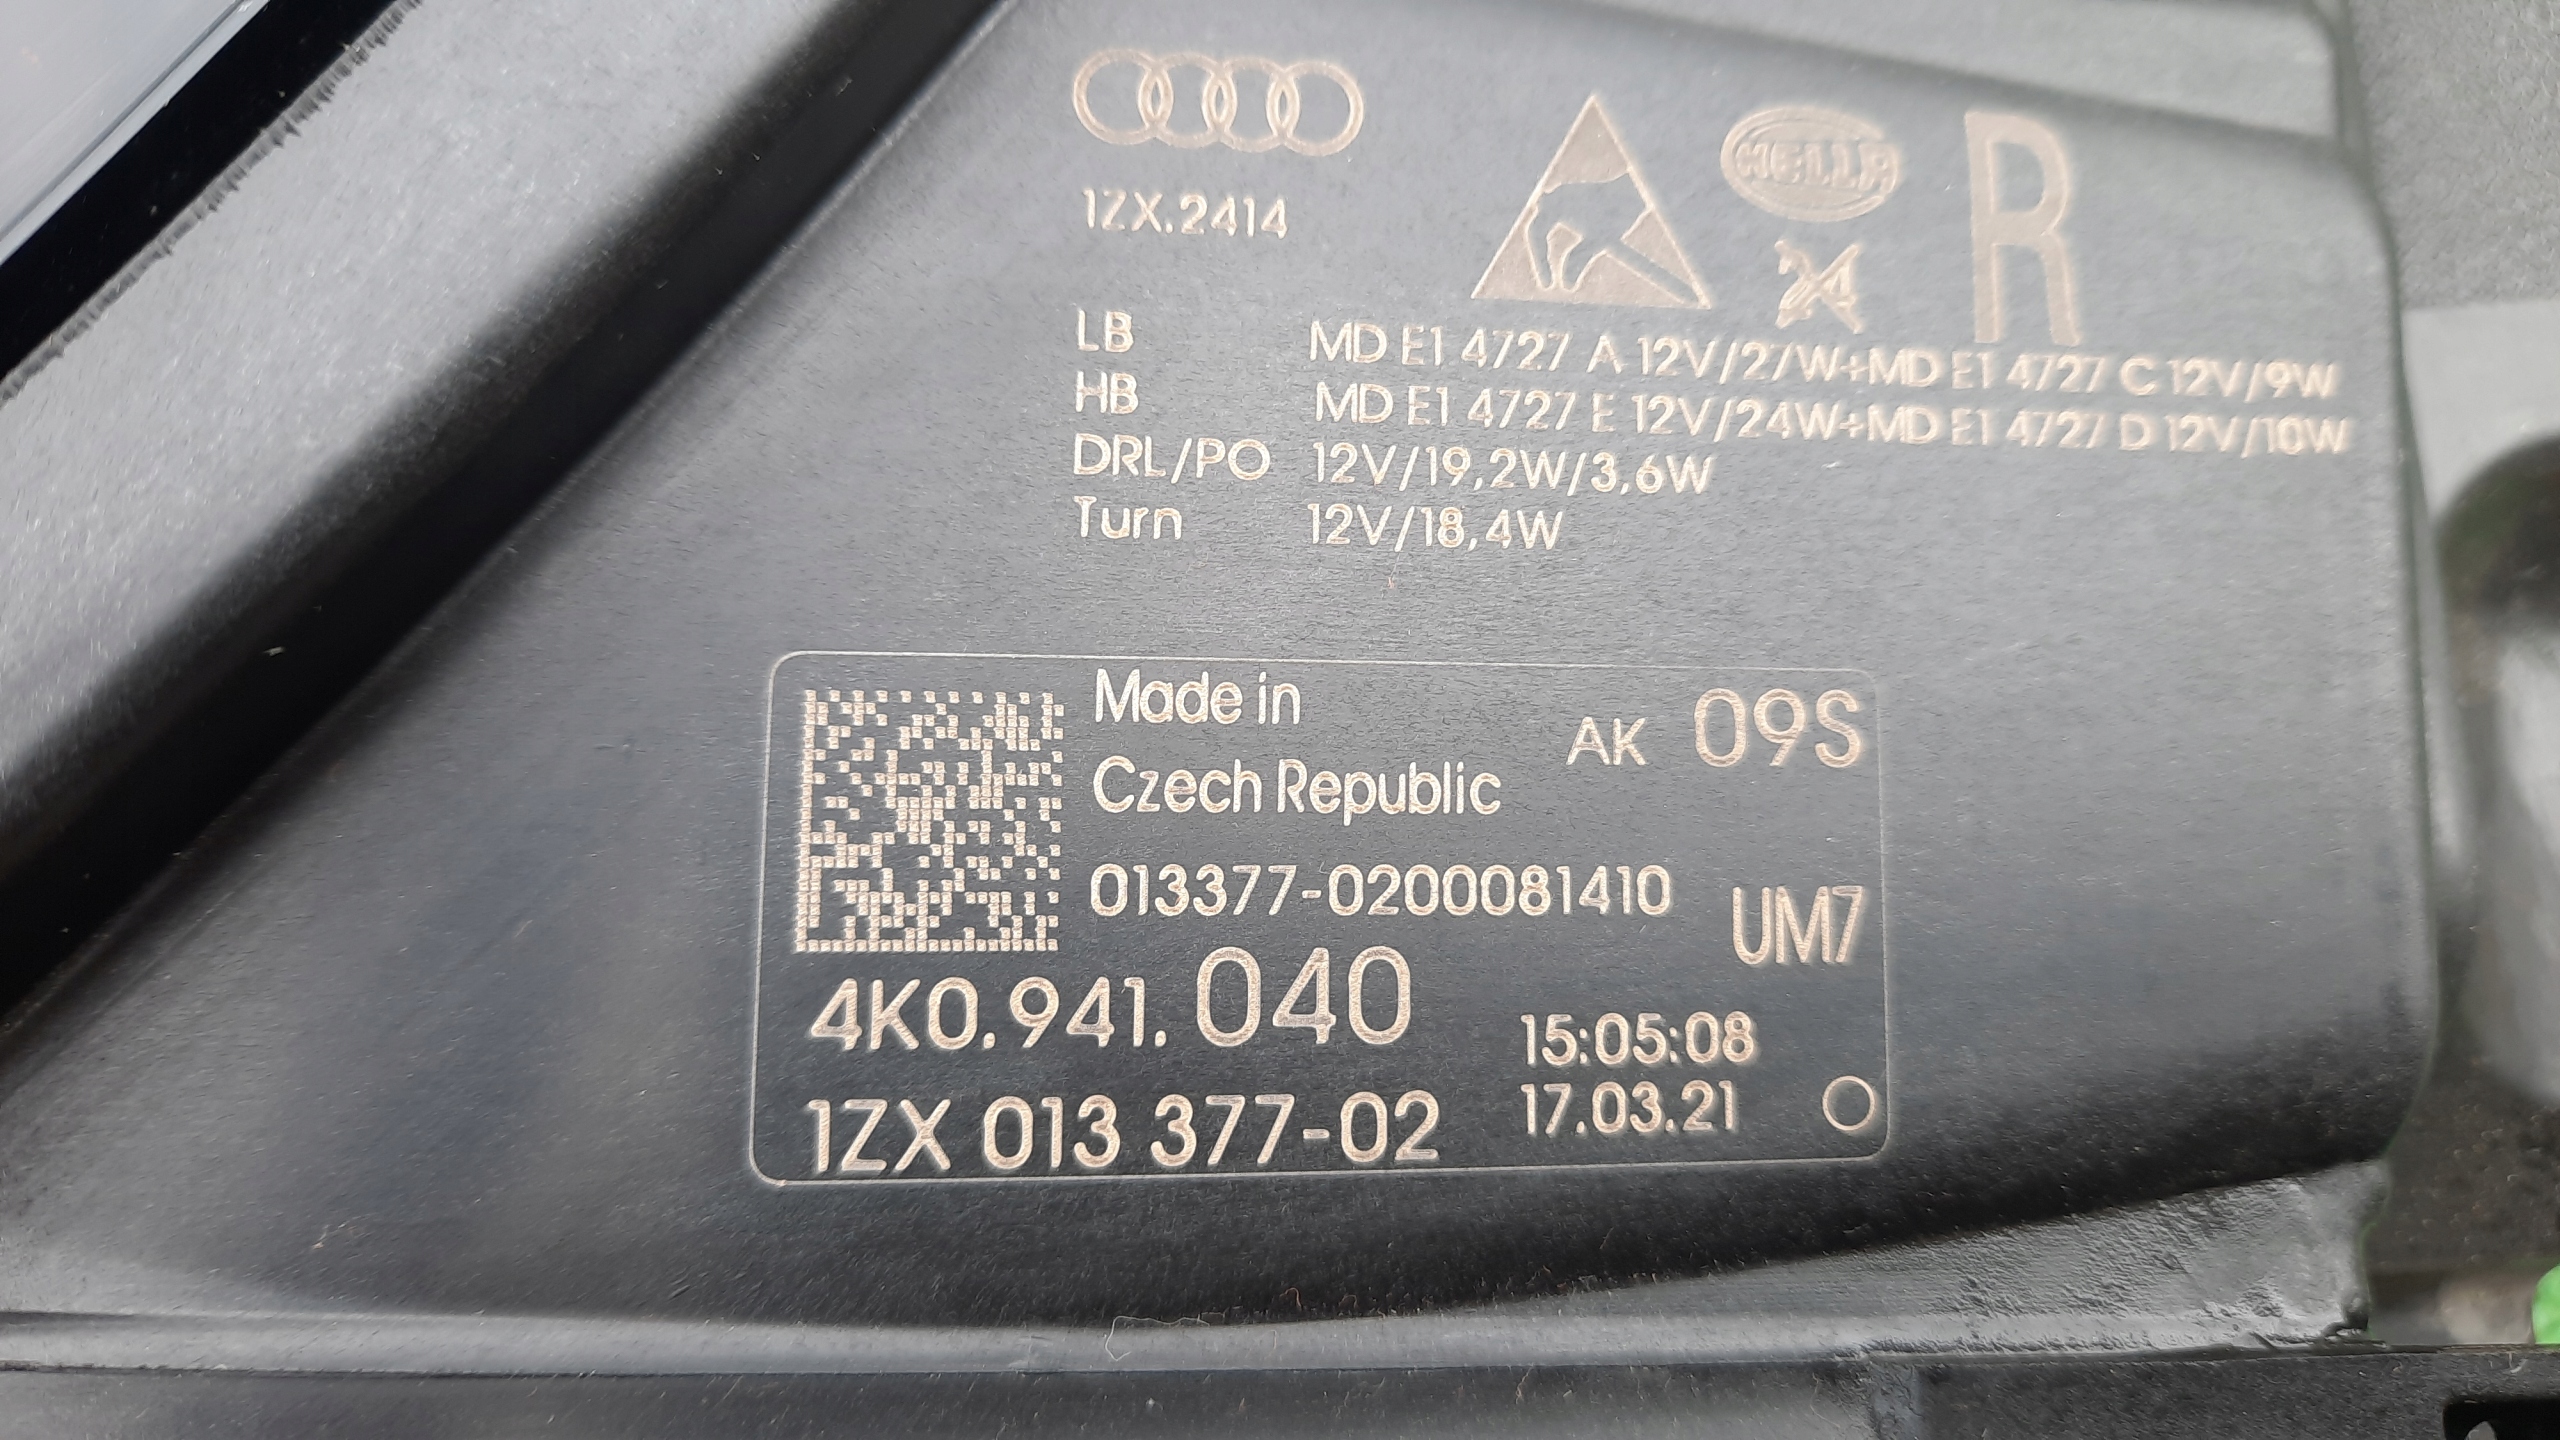 1ZX.2414
HELLA
R
LB MD E1 4727 A 12V/27W+MD E1 4727 C 12V/9W
HB MD E1 4727 E 12V/24W+MD E1 4727 D 12V/10W
DRL/PO 12V/19,2W/3,6W
Turn 12V/18,4W
Made in
Czech Republic
AK 09S
013377-0200081410
UM7
4K0.941.040
15:05:08
1ZX 013 377-02
17.03.21